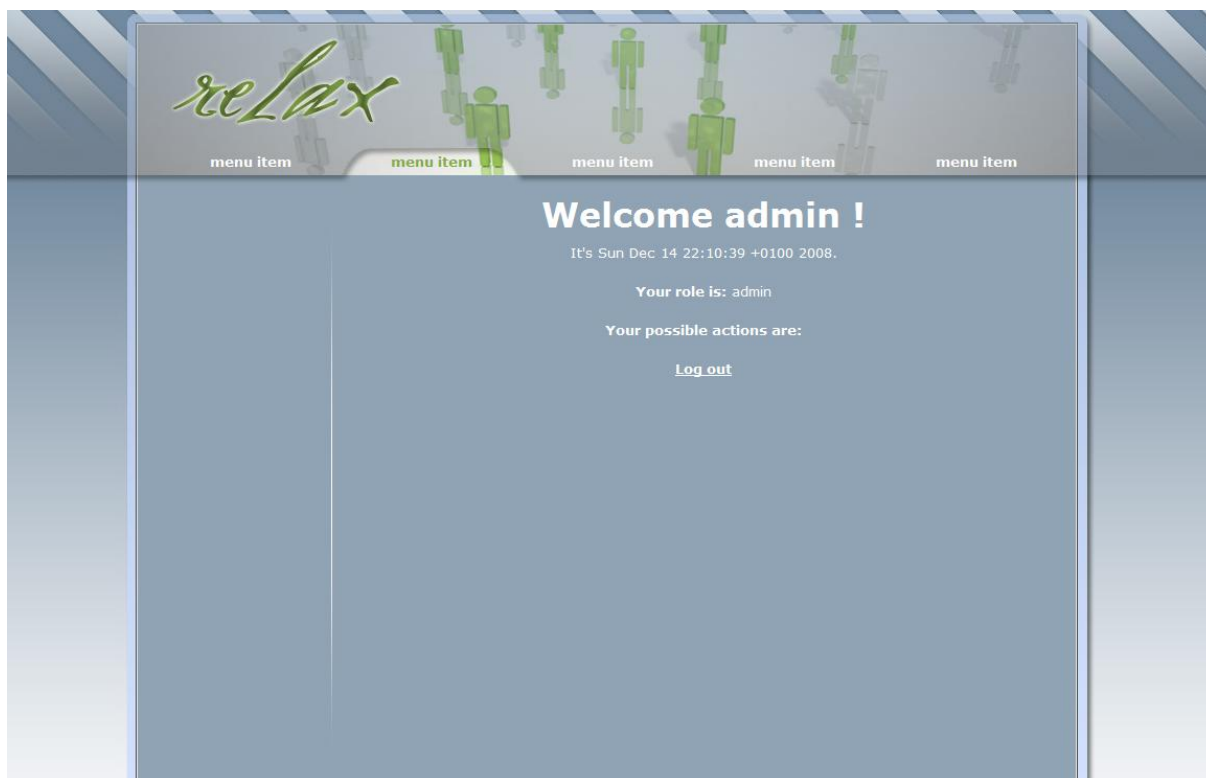 relax
menu item menu item menu item menu item menu item
Welcome admin !
It's Sun Dec 14 22:10:39 +0100 2008.
Your role is: admin
Your possible actions are:
Log out